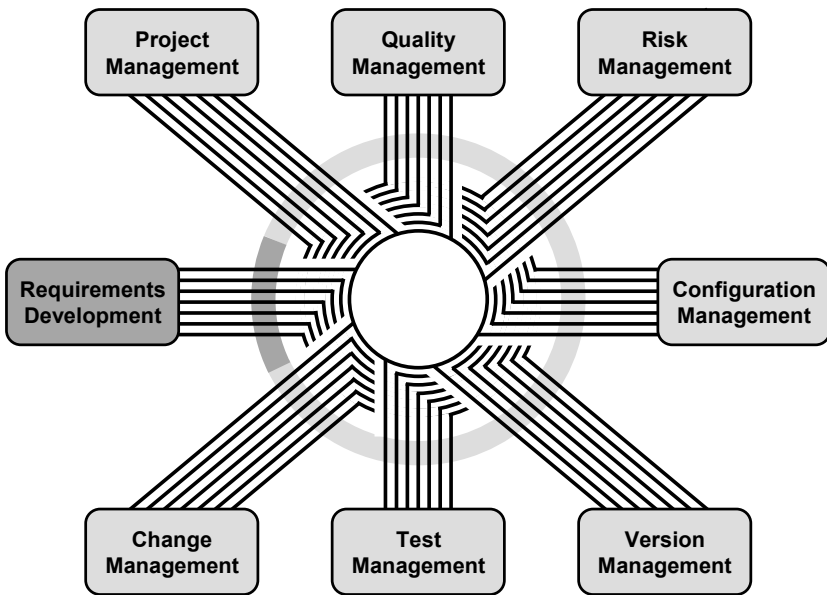 Project
Management
Quality
Management
Risk
Management
Requirements
Development
Configuration
Management
Change
Management
Test
Management
Version
Management